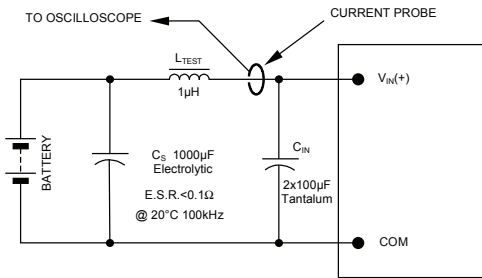 TO OSCILLOSCOPE
CURRENT PROBE
LTEST
1µH
VIN(+)
BATTERY
CS 1000µF
Electrolytic
E.S.R.<0.1Ω
@ 20°C 100kHz
CIN
2x100µF
Tantalum
COM